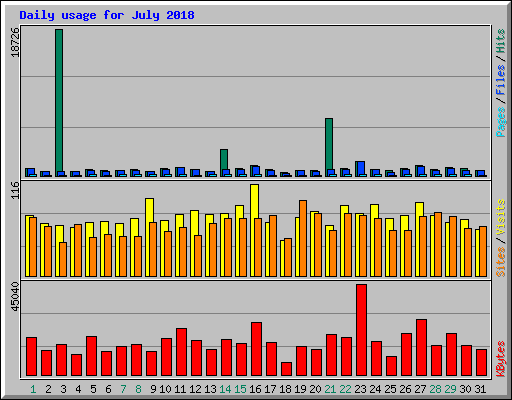 Daily usage for July 2018
18726
Pages / Files / Hits
116
Sites / Visits
45040
KBytes
1 2 3 4 5 6 7 8 9 10 11 12 13 14 15 16 17 18 19 20 21 22 23 24 25 26 27 28 29 30 31